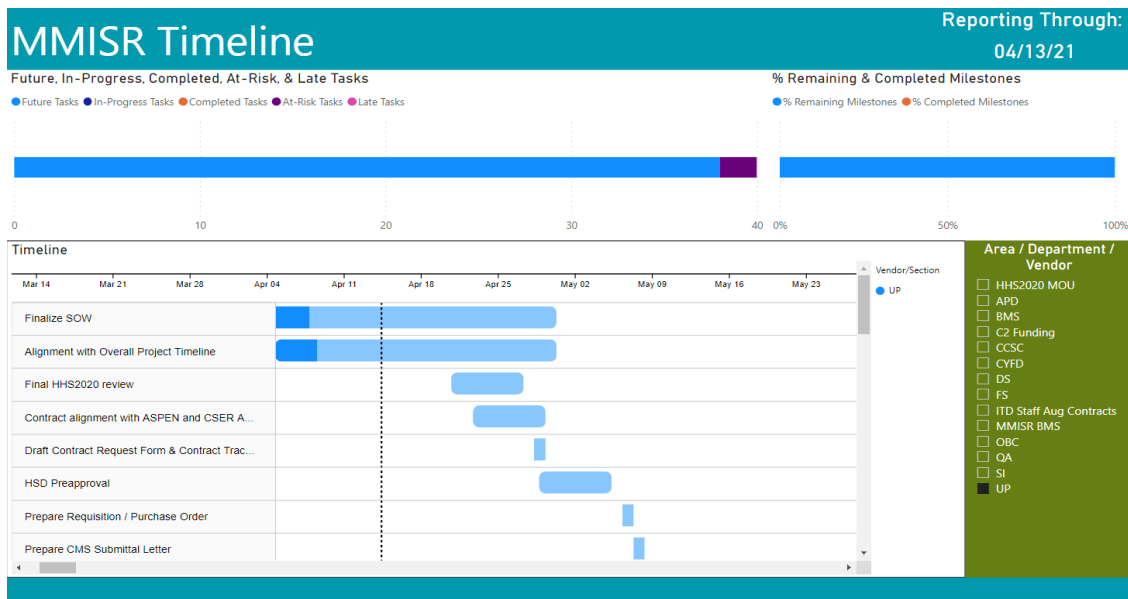 MMISR Timeline
Reporting Through:
04/13/21
Future, In-Progress, Completed, At-Risk, & Late Tasks
Future Tasks In-Progress Tasks Completed Tasks At-Risk Tasks Late Tasks
0 10 20 30 40
% Remaining & Completed Milestones
% Remaining Milestones % Completed Milestones
0% 50% 100%
Timeline
Mar 14 Mar 21 Mar 28 Apr 04 Apr 11 Apr 18 Apr 25 May 02 May 09 May 16 May 23
Finalize SOW
Alignment with Overall Project Timeline
Final HHS2020 review
Contract alignment with ASPEN and CSER A...
Draft Contract Request Form & Contract Trac...
HSD Preapproval
Prepare Requisition / Purchase Order
Prepare CMS Submittal Letter
Vendor/Section
UP
Area / Department /
Vendor
HHS2020 MOU
APD
BMS
C2 Funding
CCSC
CYFD
DS
FS
ITD Staff Aug Contracts
MMISR BMS
OBC
QA
SI
UP